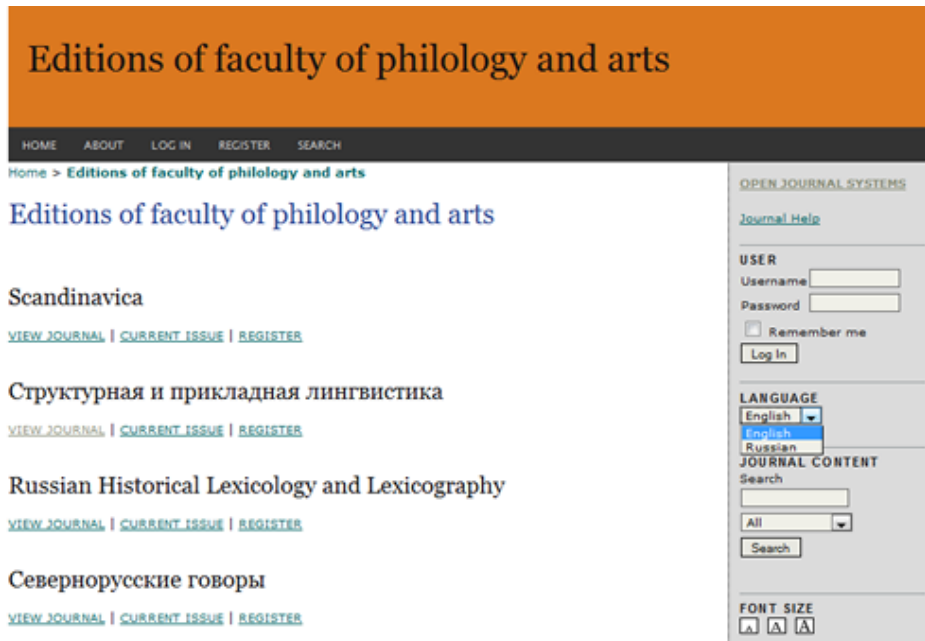 Editions of faculty of philology and arts
HOME ABOUT LOG IN REGISTER SEARCH
Home > Editions of faculty of philology and arts
Editions of faculty of philology and arts
Scandinavica
VIEW JOURNAL | CURRENT ISSUE | REGISTER
Структурная и прикладная лингвистика
VIEW JOURNAL | CURRENT ISSUE | REGISTER
Russian Historical Lexicology and Lexicography
VIEW JOURNAL | CURRENT ISSUE | REGISTER
Севернорусские говоры
VIEW JOURNAL | CURRENT ISSUE | REGISTER
OPEN JOURNAL SYSTEMS
Journal Help
USER
Username
Password
Remember me
Log In
LANGUAGE
English
English
Russian
JOURNAL CONTENT
Search
All
Search
FONT SIZE
A A A